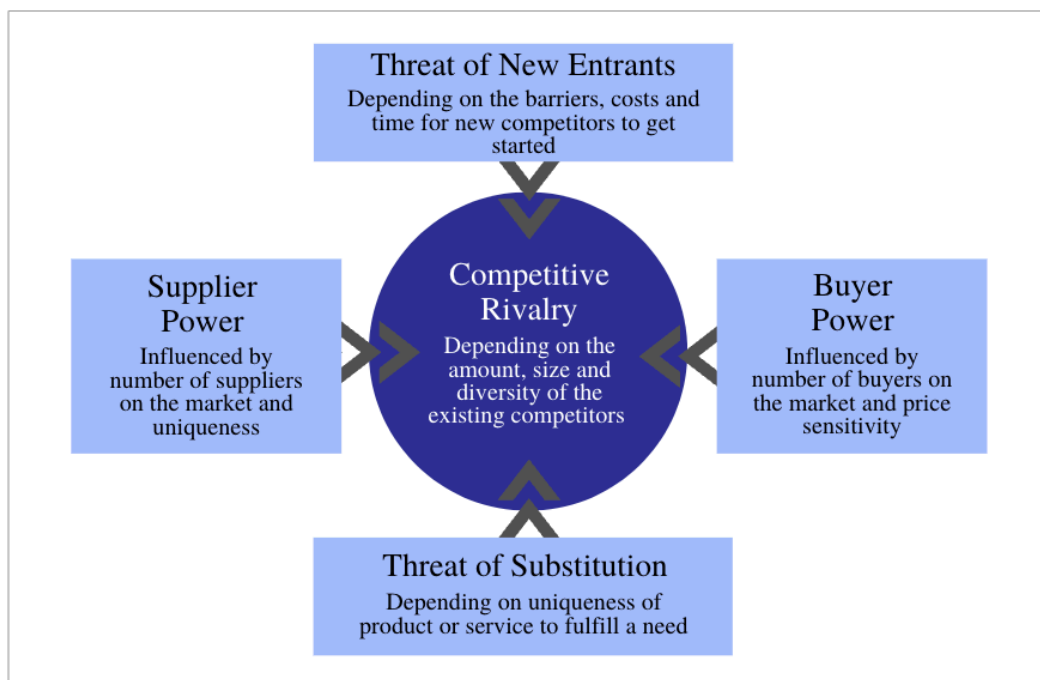 Threat of New Entrants
Depending on the barriers, costs and
time for new competitors to get
started
Supplier
Power
Influenced by
number of suppliers
on the market and
uniqueness
Competitive
Rivalry
Depending on the
amount, size and
diversity of the
existing competitors
Buyer
Power
Influenced by
number of buyers on
the market and price
sensitivity
Threat of Substitution
Depending on uniqueness of
product or service to fulfill a need